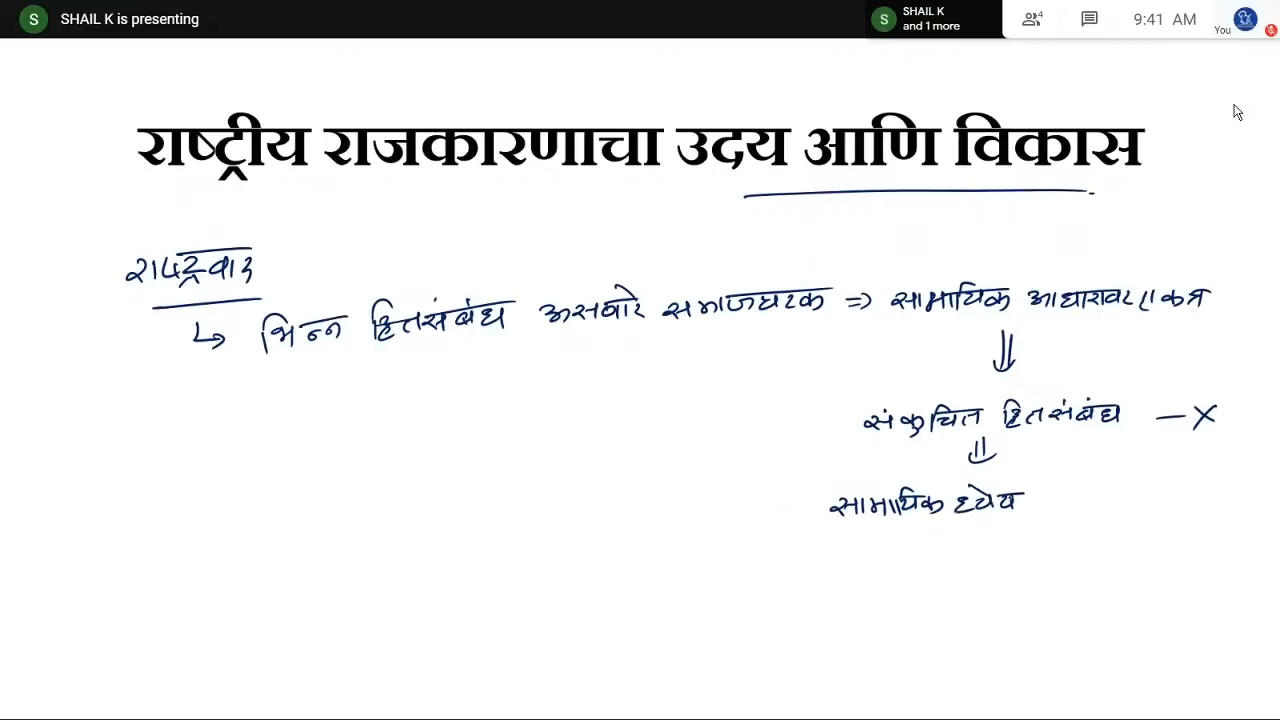 S SHAIL K is presenting
S SHAIL K
and 1 more
4
9:41 AM
You
राष्ट्रीय राजकारणाचा उदय आणि विकास
राष्ट्रवाद
भिन्न हितसंबंध असणारे समाजघटक => सामायिक आधारावर एकत्र
संकुचित हितसंबंध - X
सामायिक ध्येय